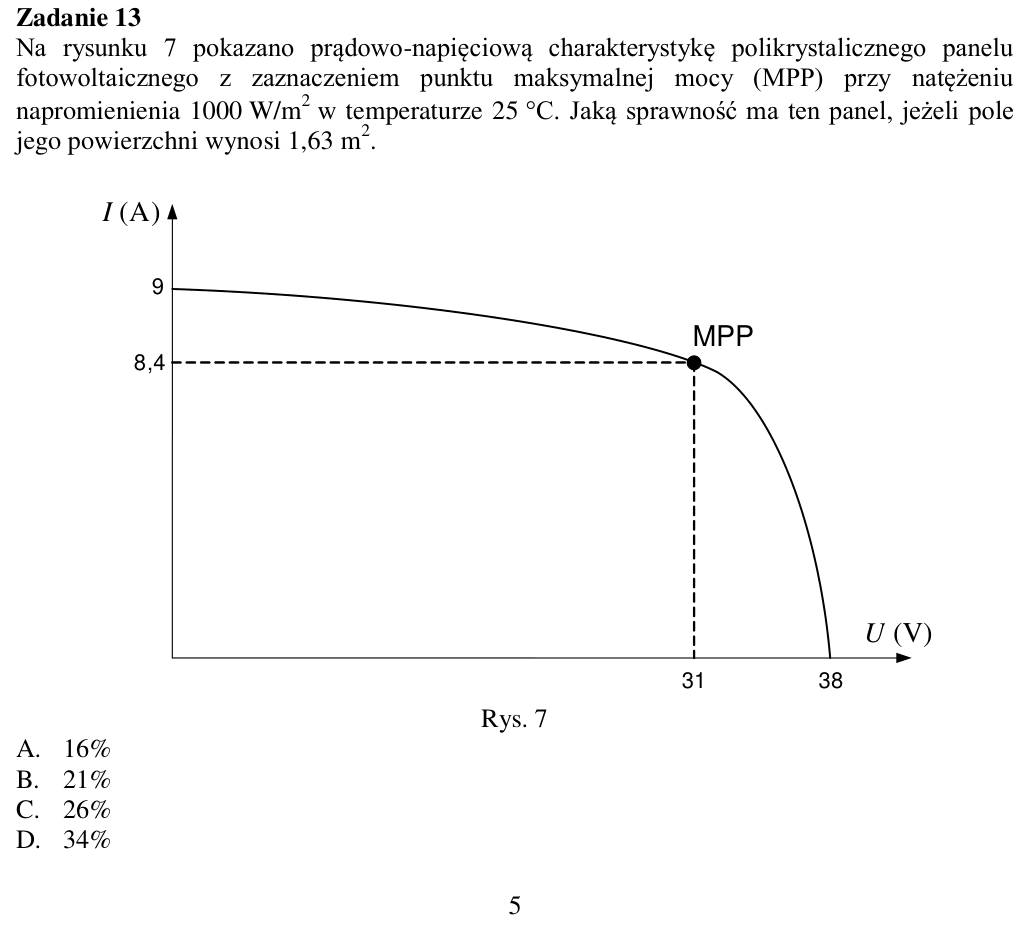 Zadanie 13
Na rysunku 7 pokazano prądowo-napięciową charakterystykę polikrystalicznego panelu
fotowoltaicznego z zaznaczeniem punktu maksymalnej mocy (MPP) przy natężeniu
napromienienia 1000 W/m² w temperaturze 25 °C. Jaką sprawność ma ten panel, jeżeli pole
jego powierzchni wynosi 1,63 m².
I (A)
9
MPP
8,4
U (V)
31
38
Rys. 7
A. 16%
B. 21%
C. 26%
D. 34%
5